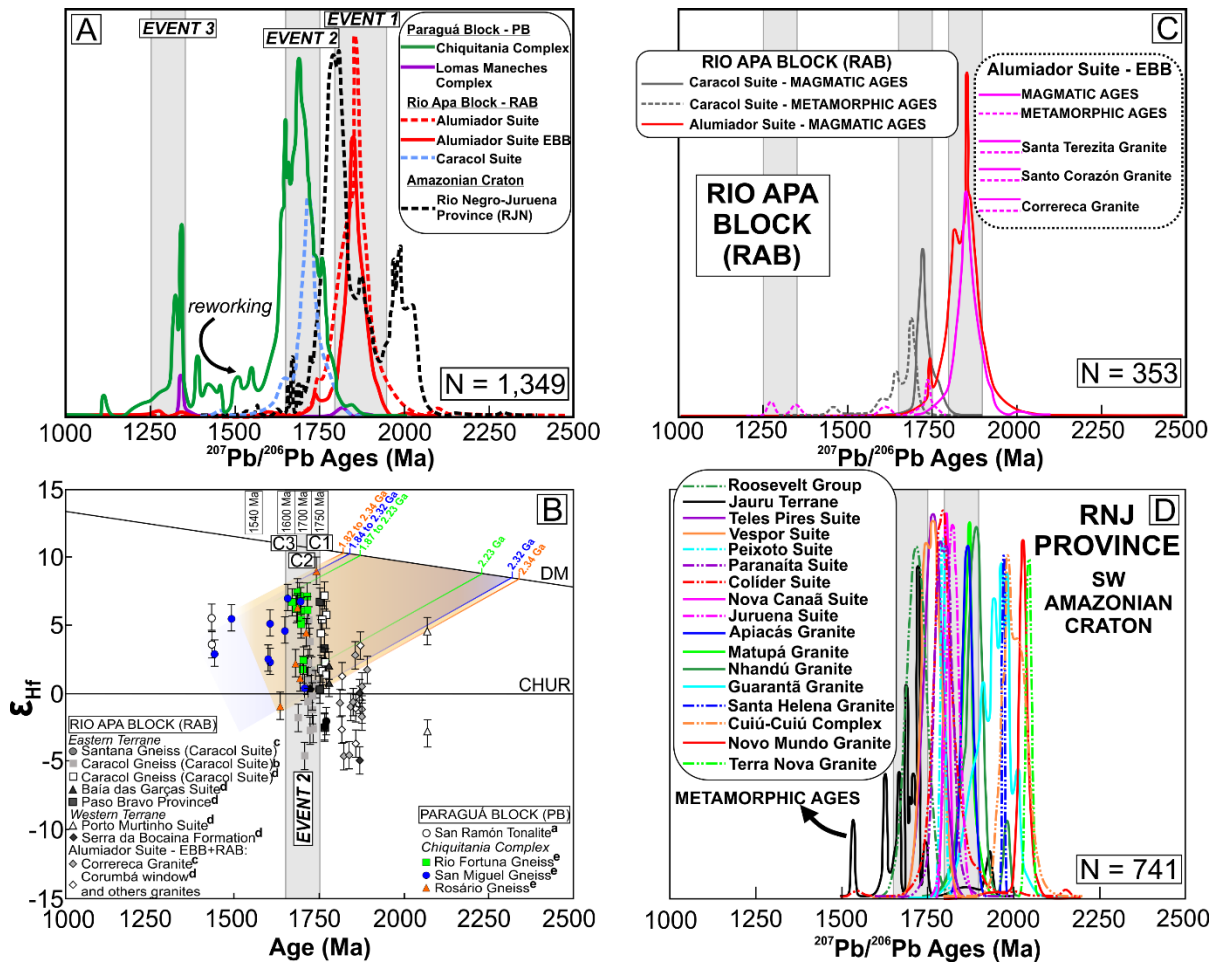 A
EVENT 3
EVENT 2
EVENT 1
Paraguá Block - PB
Chiquitania Complex
Lomas Maneches
Complex
Rio Apa Block - RAB
Alumiador Suite
Alumiador Suite EBB
Caracol Suite
Amazonian Craton
Rio Negro-Juruena
Province (RJN)
reworking
N = 1,349
1000 1250 1500 1750 2000 2250 2500
²⁰⁷Pb/²⁰⁶Pb Ages (Ma)
C
RIO APA BLOCK (RAB)
Caracol Suite - MAGMATIC AGES
Caracol Suite - METAMORPHIC AGES
Alumiador Suite - MAGMATIC AGES
Alumiador Suite - EBB
MAGMATIC AGES
METAMORPHIC AGES
Santa Terezita Granite
Santo Corazón Granite
Correreca Granite
RIO APA
BLOCK
(RAB)
N = 353
1000 1250 1500 1750 2000 2250 2500
²⁰⁷Pb/²⁰⁶Pb Ages (Ma)
B
15
10
5
0
-5
-10
-15
εHf
1540 Ma
1600 Ma
1700 Ma
1750 Ma
C3
C2
C1
1.82 to 2.34 Ga
1.84 to 2.32 Ga
1.87 to 2.23 Ga
2.23 Ga
2.32 Ga
2.34 Ga
DM
CHUR
EVENT 2
RIO APA BLOCK (RAB)
Eastern Terrane
Santana Gneiss (Caracol Suite)c
Caracol Gneiss (Caracol Suite)b
Caracol Gneiss (Caracol Suite)d
Baía das Garças Suited
Paso Bravo Provinced
Western Terrane
Porto Murtinho Suited
Serra da Bocaina Formationd
Alumiador Suite - EBB+RAB:
Correreca Granitec
Corumbá windowd
and others granites
PARAGUÁ BLOCK (PB)
San Ramón Tonalitea
Chiquitania Complex
Rio Fortuna Gneisse
San Miguel Gneisse
Rosário Gneisse
1000 1250 1500 1750 2000 2250 2500
Age (Ma)
D
Roosevelt Group
Jauru Terrane
Teles Pires Suite
Vespor Suite
Peixoto Suite
Paranaíta Suite
Colíder Suite
Nova Canaã Suite
Juruena Suite
Apiacás Granite
Matupá Granite
Nhandú Granite
Guarantã Granite
Santa Helena Granite
Cuiú-Cuiú Complex
Novo Mundo Granite
Terra Nova Granite
RNJ
PROVINCE
SW
AMAZONIAN
CRATON
METAMORPHIC AGES
N = 741
1000 1250 1500 1750 2000 2250 2500
²⁰⁷Pb/²⁰⁶Pb Ages (Ma)